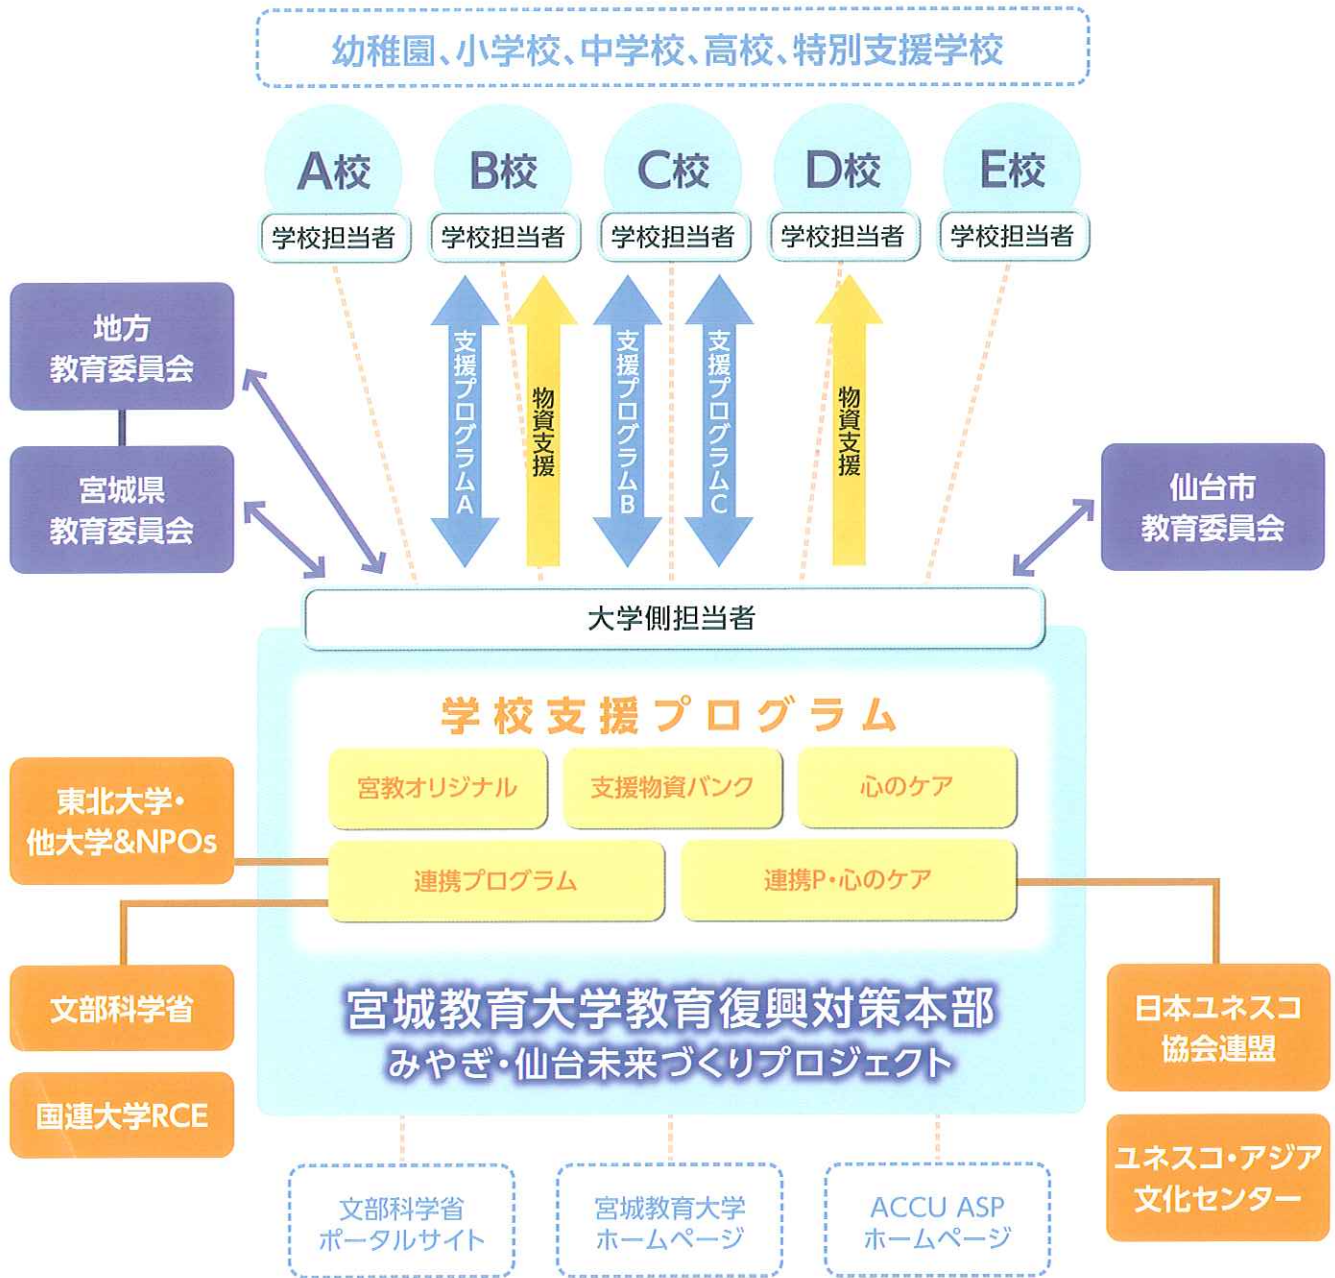 幼稚園、小学校、中学校、高校、特別支援学校
A校
B校
C校
D校
E校
学校担当者
学校担当者
学校担当者
学校担当者
学校担当者
地方
教育委員会
宮城県
教育委員会
支援プログラムA
物資支援
支援プログラムB
支援プログラムC
物資支援
仙台市
教育委員会
大学側担当者
学校支援プログラム
宮教オリジナル
支援物資バンク
心のケア
連携プログラム
連携P・心のケア
東北大学・
他大学&NPOs
文部科学省
国連大学RCE
宮城教育大学教育復興対策本部
みやぎ・仙台未来づくりプロジェクト
日本ユネスコ
協会連盟
ユネスコ・アジア
文化センター
文部科学省
ポータルサイト
宮城教育大学
ホームページ
ACCU ASP
ホームページ